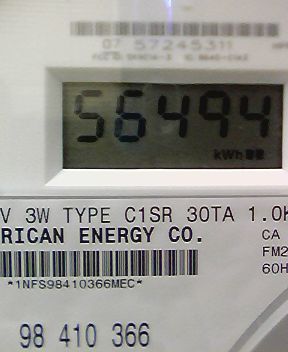 07 57245311
56494
kWh
V 3W TYPE C1SR 30TA 1.0K
RICAN ENERGY CO.
CA
FM2
60H
*1NFS98410366MEC*
98 410 366